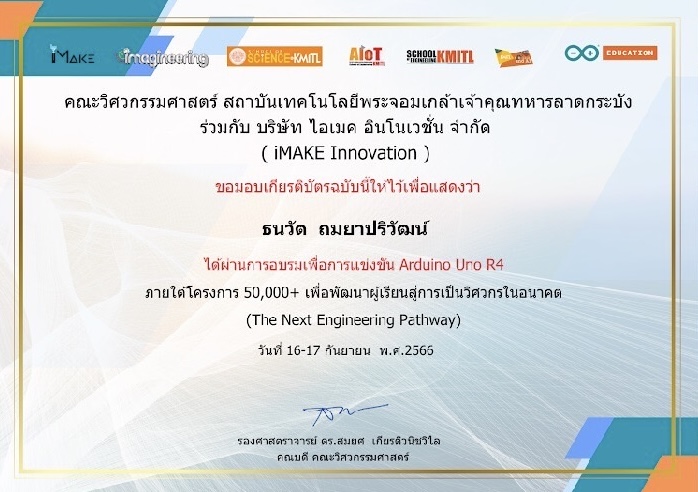 iMAKE imagineering SCIENCE-KMITL AIoT KMITL SCHOOL OF ENGINEERING KMITL EDUCATION
คณะวิศวกรรมศาสตร์ สถาบันเทคโนโลยีพระจอมเกล้าเจ้าคุณทหารลาดกระบัง
ร่วมกับ บริษัท ไอเมค อินโนเวชั่น จำกัด
( iMAKE Innovation )
ขอมอบเกียรติบัตรฉบับนี้ให้ไว้เพื่อแสดงว่า
ธนวัต ถมยาปริวัฒน์
ได้ผ่านการอบรมเพื่อการแข่งขัน Arduino Uno R4
ภายใต้โครงการ 50,000+ เพื่อพัฒนาผู้เรียนสู่การเป็นวิศวกรในอนาคต
(The Next Engineering Pathway)
วันที่ 16-17 กันยายน พ.ศ.2566
รองศาสตราจารย์ ดร.สมยศ เกียรติวนิชวิไล
คณบดี คณะวิศวกรรมศาสตร์